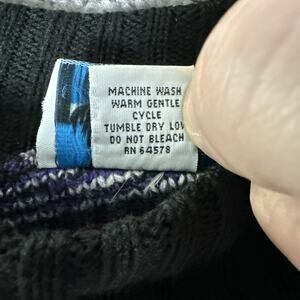 MACHINE WASH
WARM GENTLE
CYCLE
TUMBLE DRY LOW
DO NOT BLEACH
RN 64578